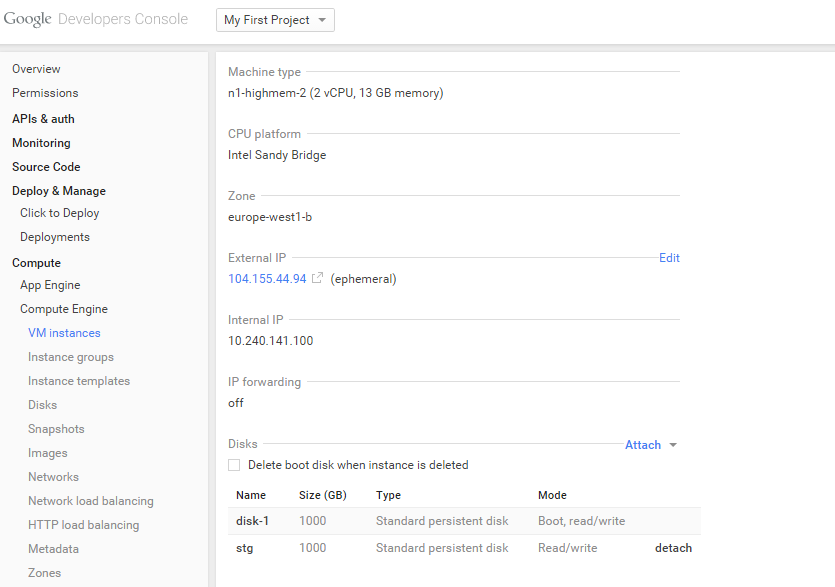 Google Developers Console My First Project
Overview
Permissions
APIs & auth
Monitoring
Source Code
Deploy & Manage
Click to Deploy
Deployments
Compute
App Engine
Compute Engine
VM instances
Instance groups
Instance templates
Disks
Snapshots
Images
Networks
Network load balancing
HTTP load balancing
Metadata
Zones
Machine type
n1-highmem-2 (2 vCPU, 13 GB memory)
CPU platform
Intel Sandy Bridge
Zone
europe-west1-b
External IP Edit
104.155.44.94 (ephemeral)
Internal IP
10.240.141.100
IP forwarding
off
Disks Attach
Delete boot disk when instance is deleted
Name Size (GB) Type Mode
disk-1 1000 Standard persistent disk Boot, read/write
stg 1000 Standard persistent disk Read/write detach